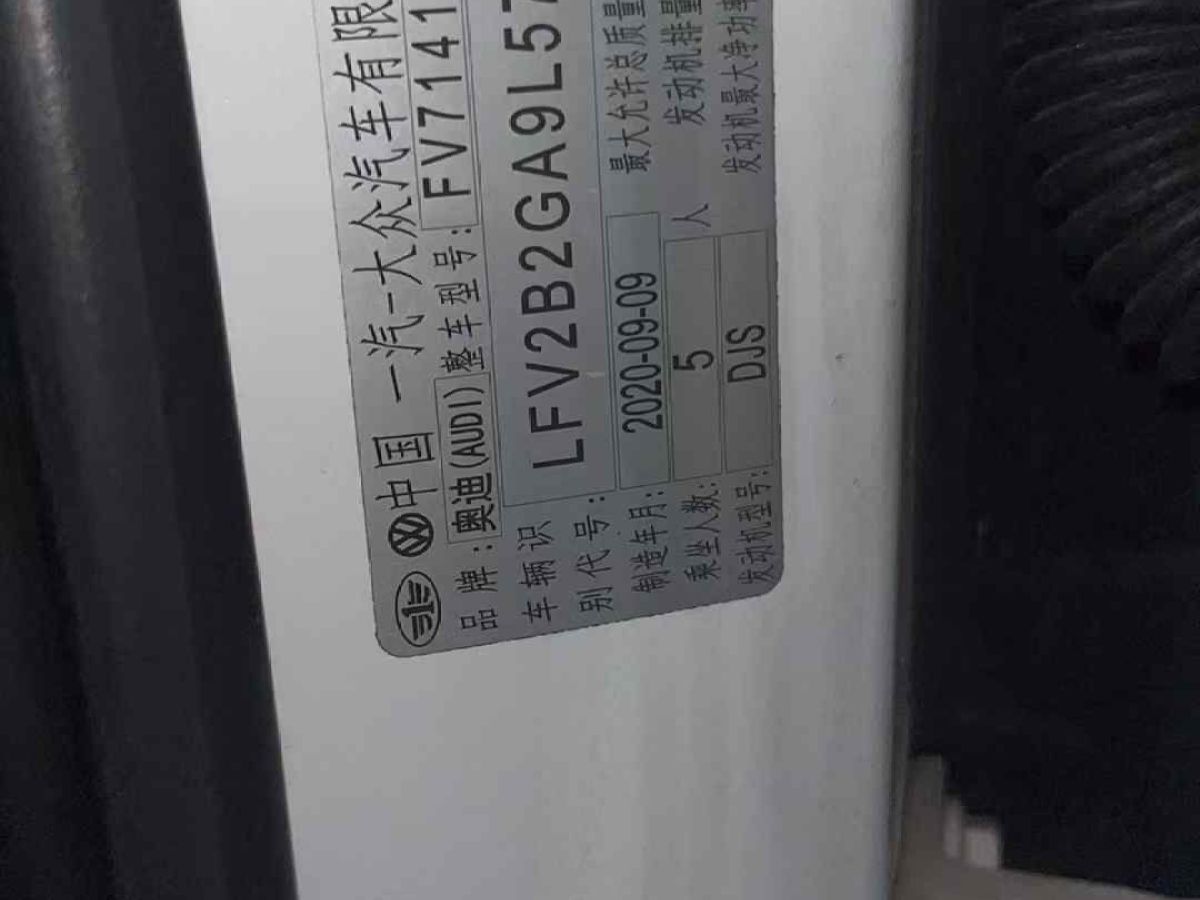 中国 一汽-大众汽车有限
品牌: 奥迪(AUDI) 整车型号: FV7141
车辆识别代号: LFV2B2GA9L57
制造年月: 2020-09-09 最大允许总质量
乘坐人数: 5 人 发动机排量
发动机型号: DJS 发动机最大净功率